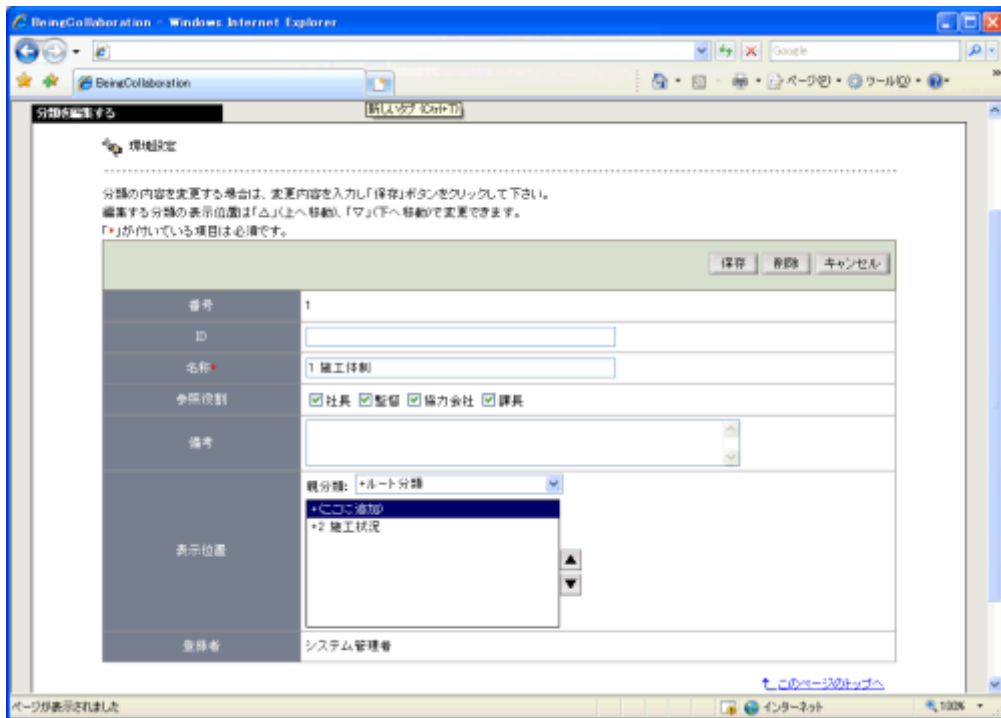 BeingCollaboration - Windows Internet Explorer
Google
BeingCollaboration
ページ(P) ツール(O)
新しいタブ (Ctrl+T)
分類を編集する
環境設定
分類の内容を変更する場合は、変更内容を入力し「保存」ボタンをクリックして下さい。
編集する分類の表示位置は「△」(上へ移動)、「▽」(下へ移動)で変更できます。
「*」が付いている項目は必須です。
保存 削除 キャンセル
番号 1
ID
名称* 1 施工体制
参照役割 社長 監督 協力会社 課長
備考
親分類: +ルート分類
+(ここに追加)
+2 施工状況
表示位置
登録者 システム管理者
↑ このページのトップへ
ページが表示されました インターネット 100%